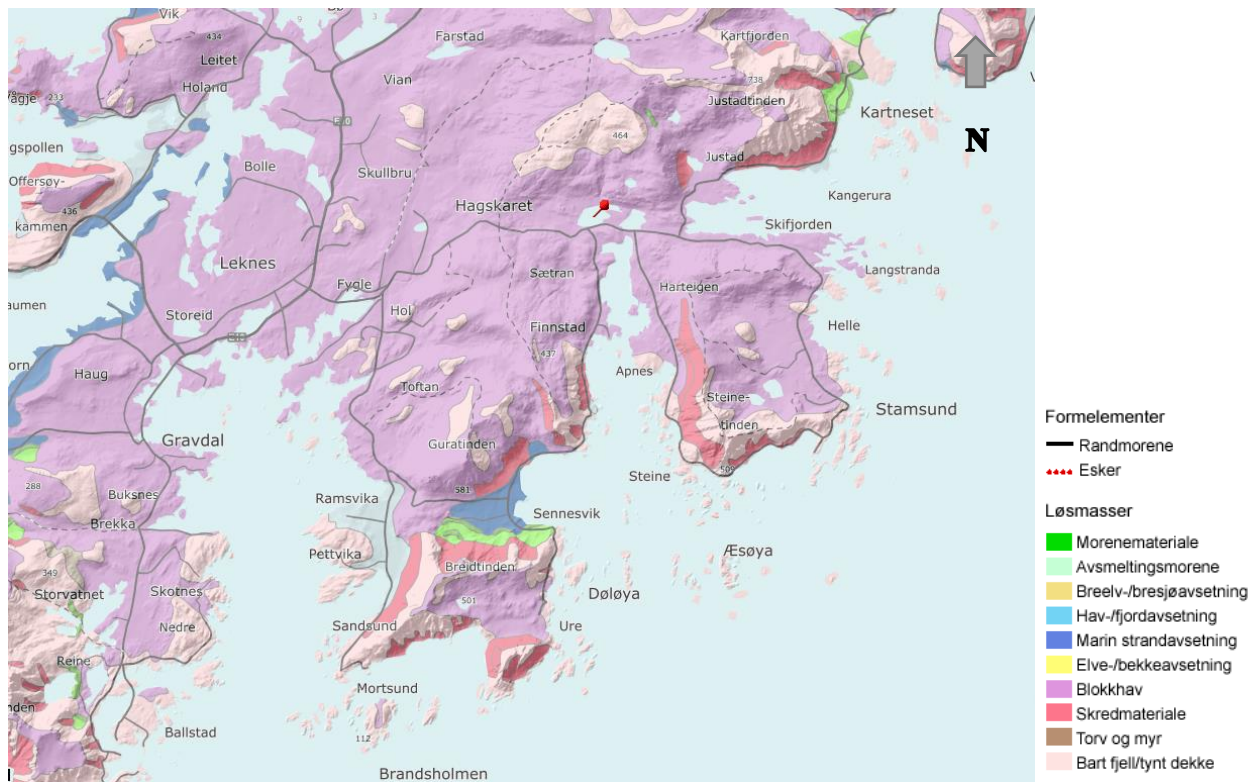 Vik
434
Leitet
Holand
Farstad
Vian
Kartfjorden
738
Justadtinden
Kartneset
N
233
gspollen
Bolle
Skullbru
464
Justad
Offersøy-
436
kammen
Hagskaret
Kangerura
Skifjorden
Leknes
Langstranda
Sætran
Fygle
Harteigen
Storeid
Hol
Finnstad
437
Helle
Haug
Toftan
Apnes
Steine-
tinden
Stamsund
Gravdal
Guratinden
509
Steine
288
Buksnes
581
Ramsvika
Brekka
Sennesvik
Pettvika
Æsøya
349
Storvatnet
Breidtinden
Skotnes
501
Døløya
Nedre
Sandsund
Ure
Reine
Mortsund
nden
Ballstad
112
Brandsholmen
Formelementer
Randmorene
Esker
Løsmasser
Morenemateriale
Avsmeltingsmorene
Breelv-/bresjøavsetning
Hav-/fjordavsetning
Marin strandavsetning
Elve-/bekkeavsetning
Blokkhav
Skredmateriale
Torv og myr
Bart fjell/tynt dekke